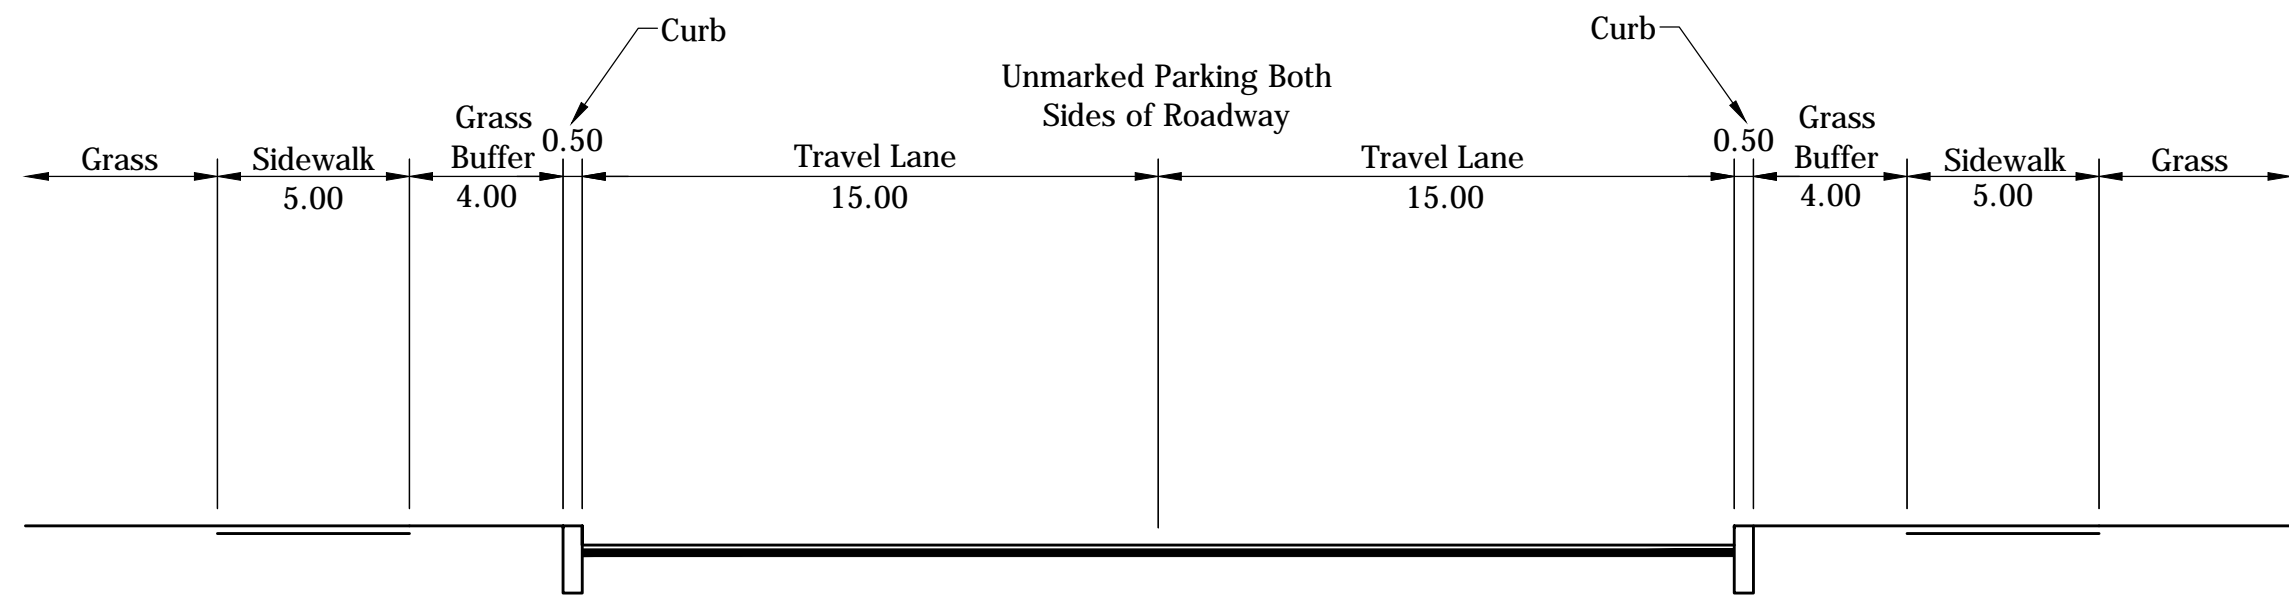 Curb
Curb
Unmarked Parking Both
Sides of Roadway
Grass
Buffer
0.50
0.50
Grass
Buffer
Grass
Sidewalk
Travel Lane
Travel Lane
Sidewalk
Grass
5.00
4.00
15.00
15.00
4.00
5.00